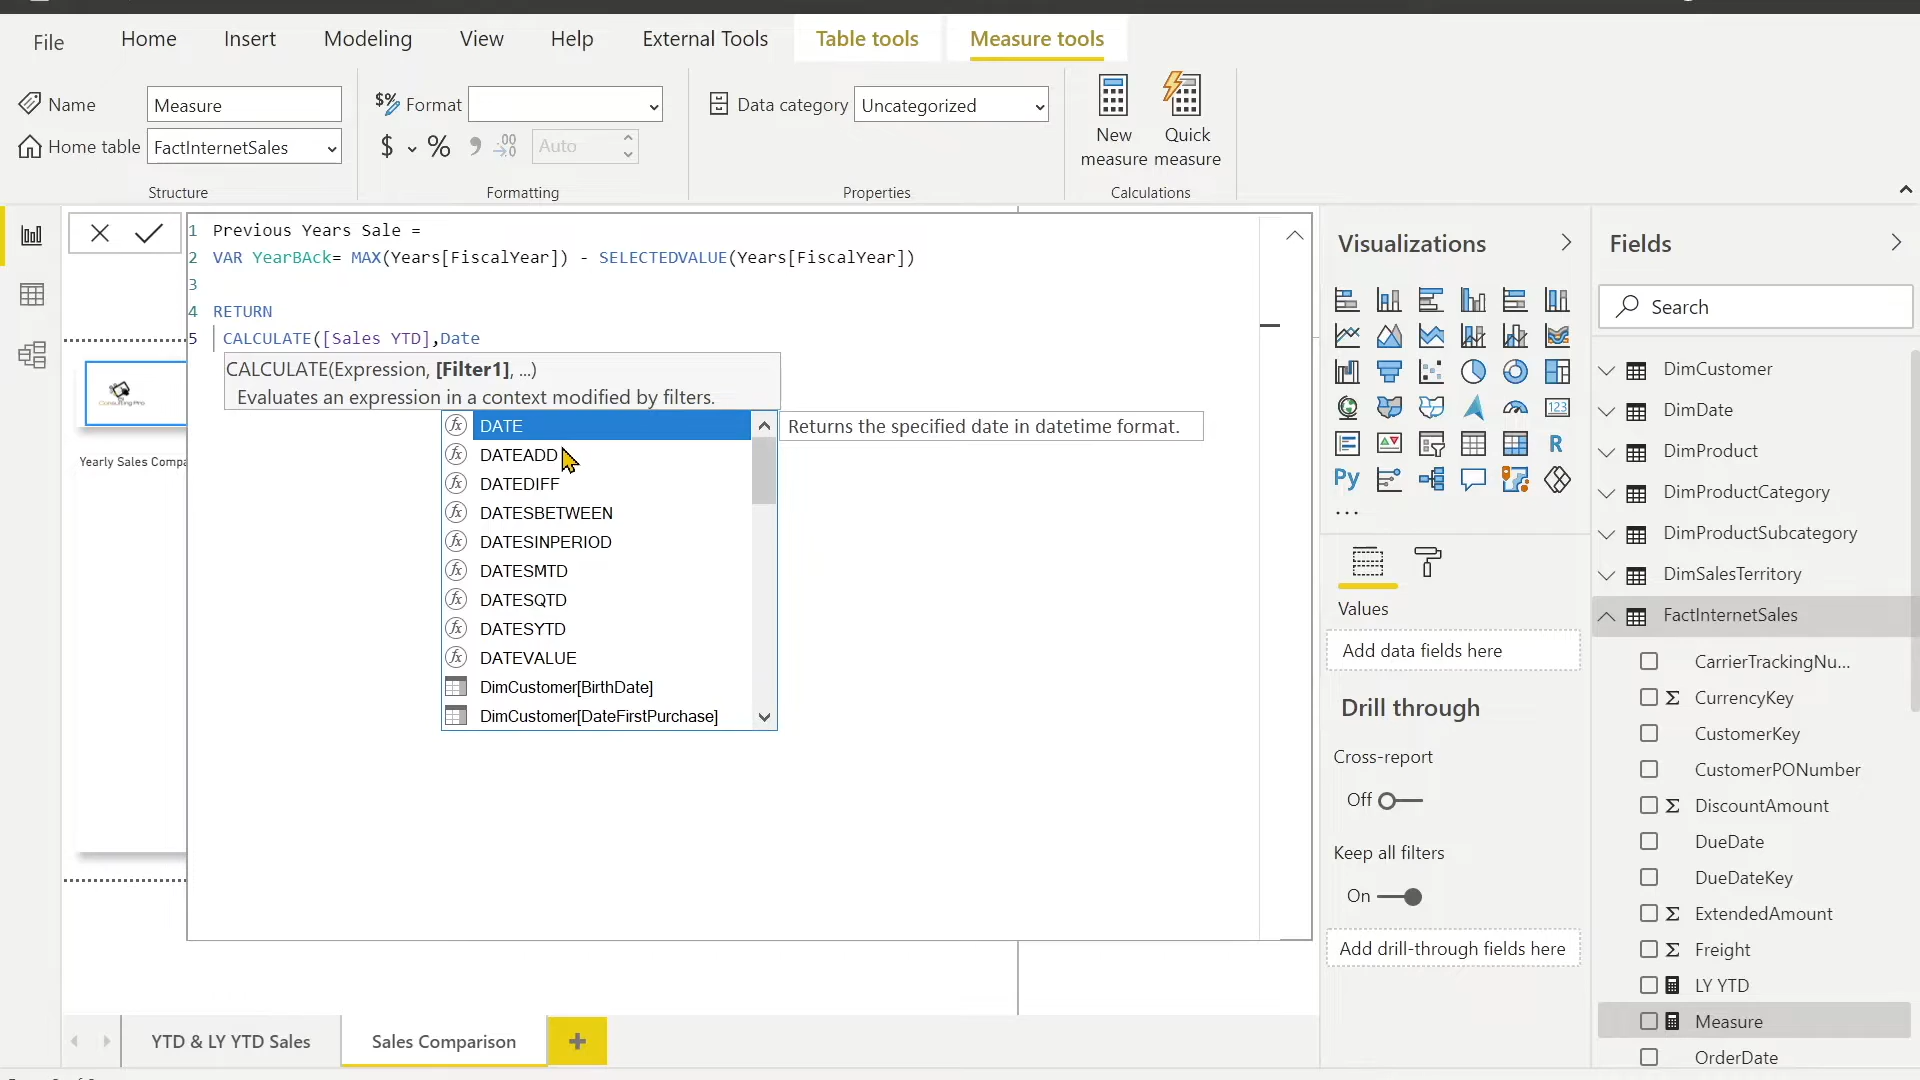 File
Home
Insert
Modeling
View
Help
External Tools
Table tools
Measure tools
Name
Measure
Home table
FactInternetSales
Structure
Format
$
%
Auto
Formatting
Data category
Uncategorized
Properties
New
measure
Quick
measure
Calculations
1 Previous Years Sale =
2 VAR YearBAck= MAX(Years[FiscalYear]) - SELECTEDVALUE(Years[FiscalYear])
3
4 RETURN
5 CALCULATE([Sales YTD],Date
CALCULATE(Expression, [Filter1], ...)
Evaluates an expression in a context modified by filters.
DATE
Returns the specified date in datetime format.
DATEADD
DATEDIFF
DATESBETWEEN
DATESINPERIOD
DATESMTD
DATESQTD
DATESYTD
DATEVALUE
DimCustomer[BirthDate]
DimCustomer[DateFirstPurchase]
Yearly Sales Compa
Visualizations
123
R
Py
...
Values
Add data fields here
Drill through
Cross-report
Off
Keep all filters
On
Add drill-through fields here
Fields
Search
DimCustomer
DimDate
DimProduct
DimProductCategory
DimProductSubcategory
DimSalesTerritory
FactInternetSales
CarrierTrackingNu...
Σ CurrencyKey
CustomerKey
CustomerPONumber
Σ DiscountAmount
DueDate
DueDateKey
Σ ExtendedAmount
Σ Freight
LY YTD
Measure
OrderDate
YTD & LY YTD Sales
Sales Comparison
+